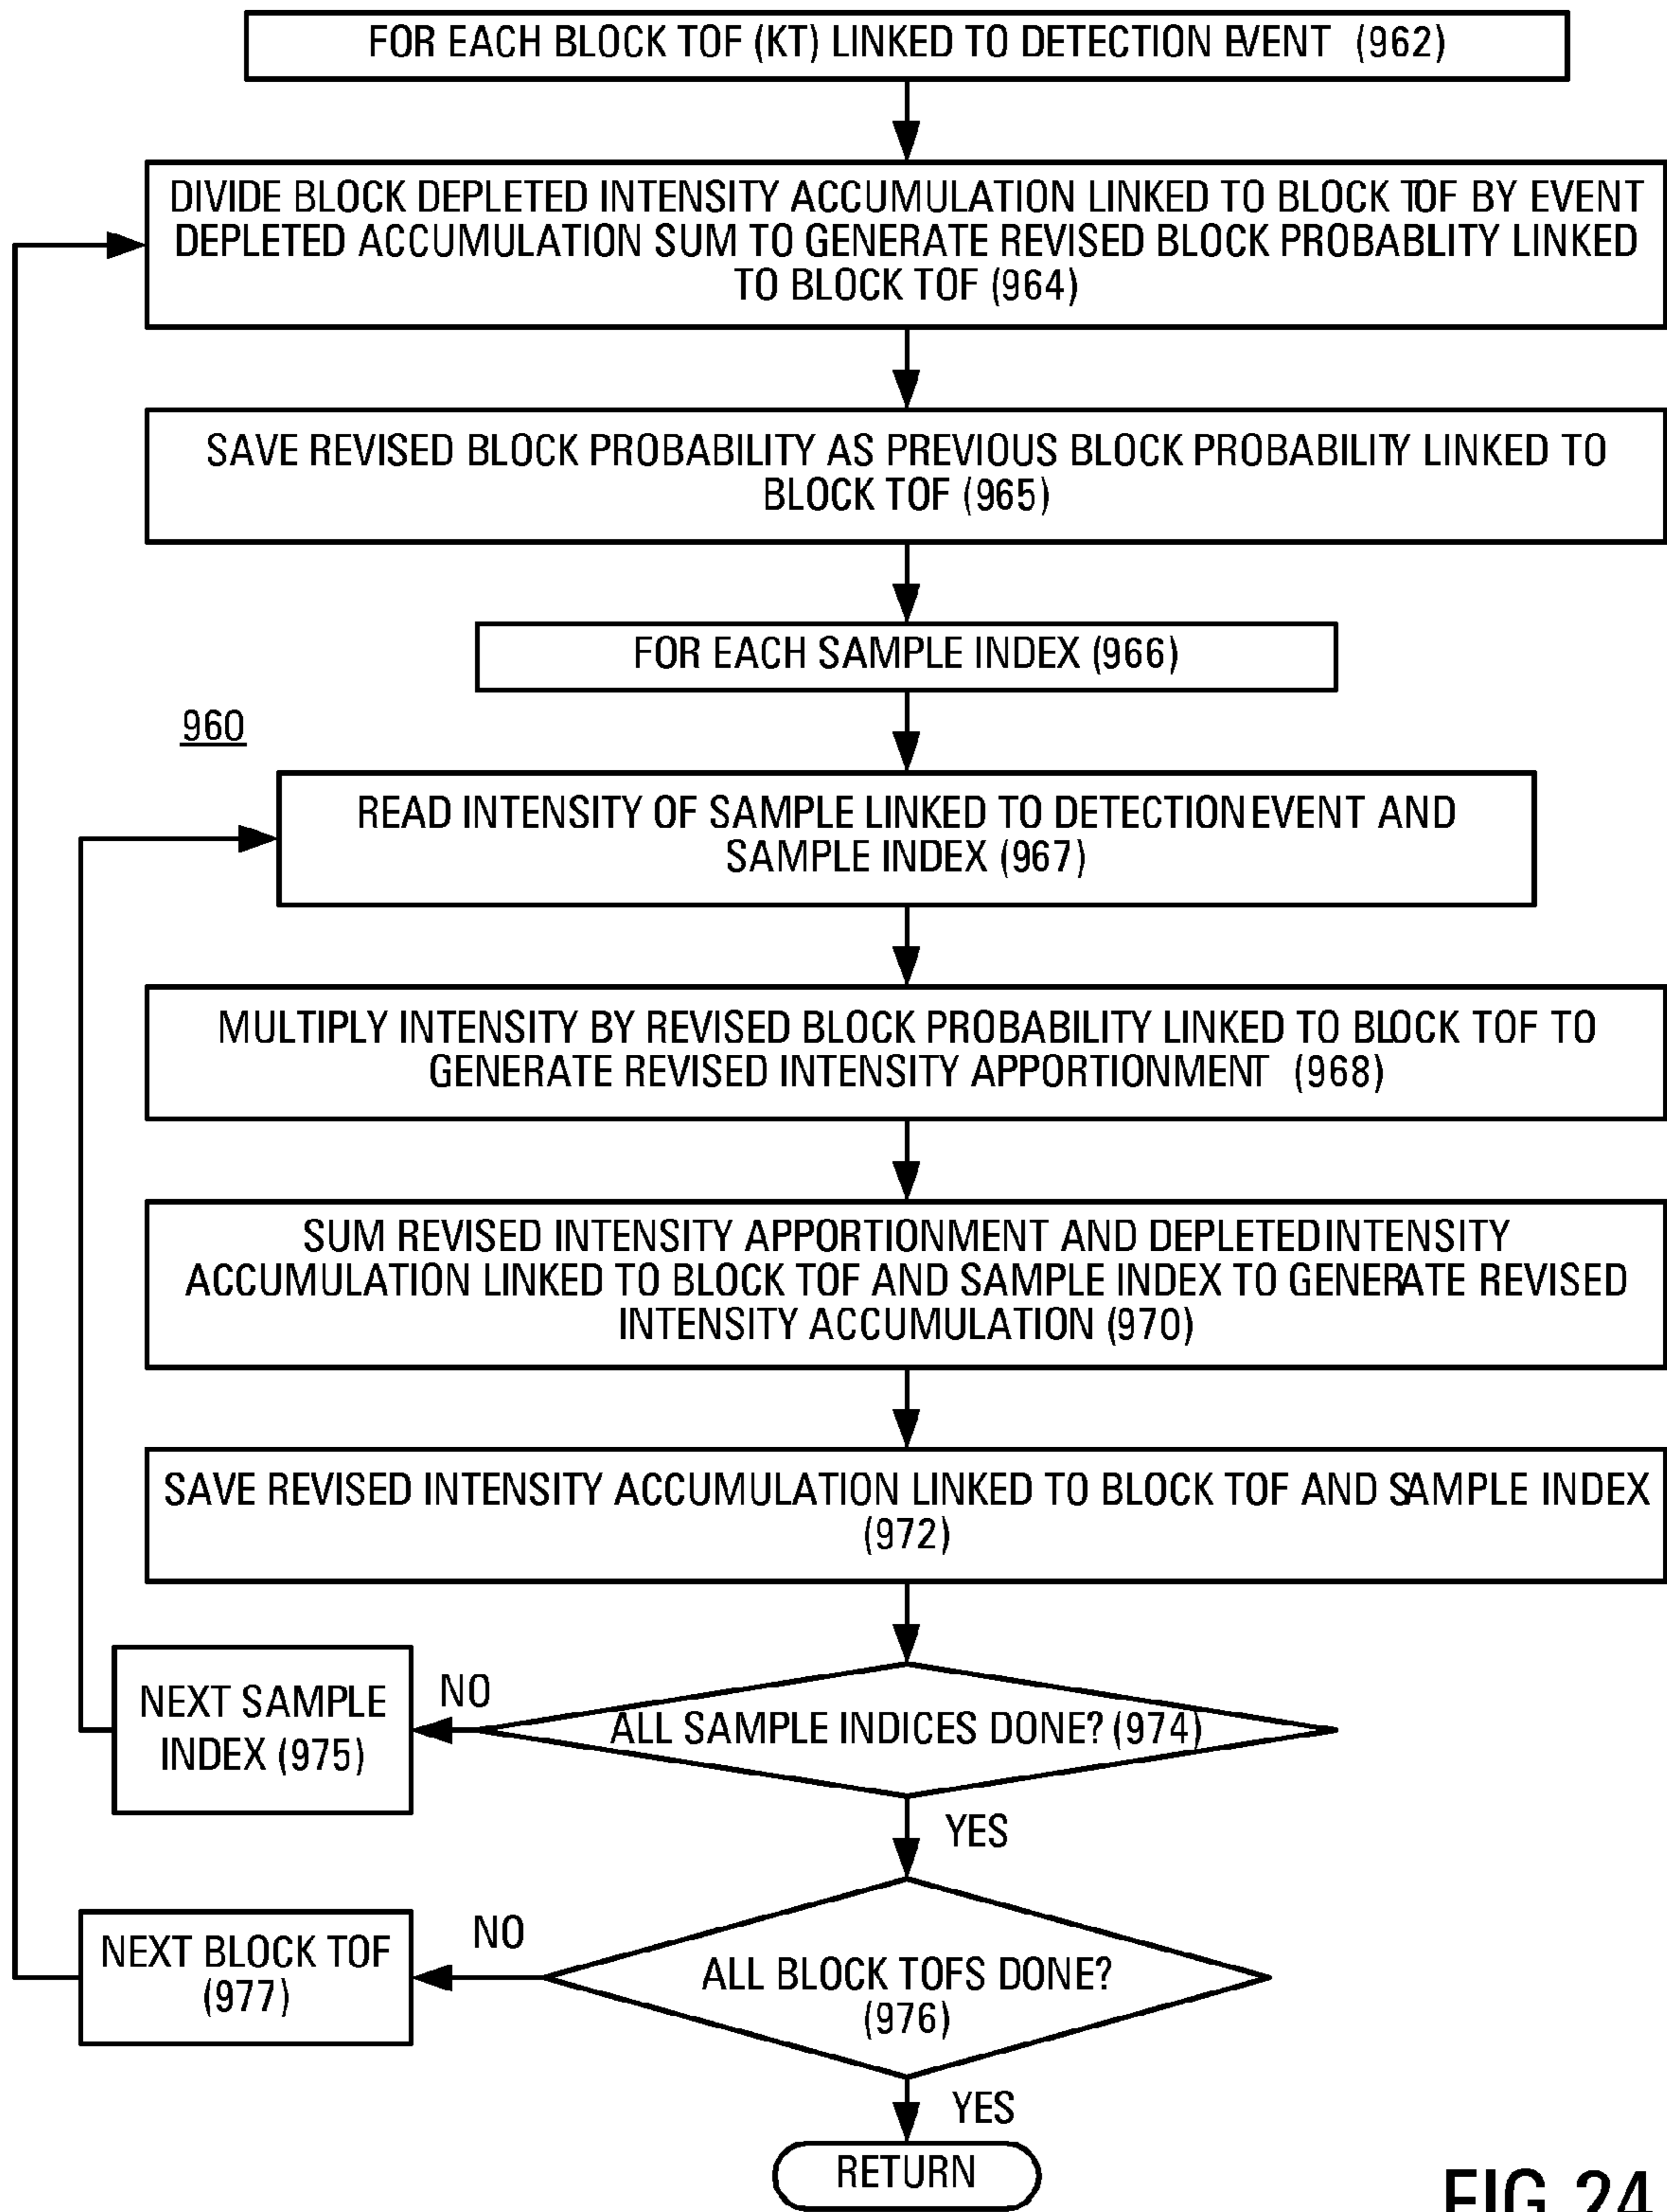 FOR EACH BLOCK TOF (KT) LINKED TO DETECTION EVENT (962)
DIVIDE BLOCK DEPLETED INTENSITY ACCUMULATION LINKED TO BLOCK TOF BY EVENT
DEPLETED ACCUMULATION SUM TO GENERATE REVISED BLOCK PROBABILITY LINKED
TO BLOCK TOF (964)
SAVE REVISED BLOCK PROBABILITY AS PREVIOUS BLOCK PROBABILITY LINKED TO
BLOCK TOF (965)
FOR EACH SAMPLE INDEX (966)
960
READ INTENSITY OF SAMPLE LINKED TO DETECTION EVENT AND
SAMPLE INDEX (967)
MULTIPLY INTENSITY BY REVISED BLOCK PROBABILITY LINKED TO BLOCK TOF TO
GENERATE REVISED INTENSITY APPORTIONMENT (968)
SUM REVISED INTENSITY APPORTIONMENT AND DEPLETED INTENSITY
ACCUMULATION LINKED TO BLOCK TOF AND SAMPLE INDEX TO GENERATE REVISED
INTENSITY ACCUMULATION (970)
SAVE REVISED INTENSITY ACCUMULATION LINKED TO BLOCK TOF AND SAMPLE INDEX
(972)
NEXT SAMPLE
INDEX (975)
NO
ALL SAMPLE INDICES DONE? (974)
YES
NEXT BLOCK TOF
(977)
NO
ALL BLOCK TOFS DONE?
(976)
YES
RETURN
FIG 24